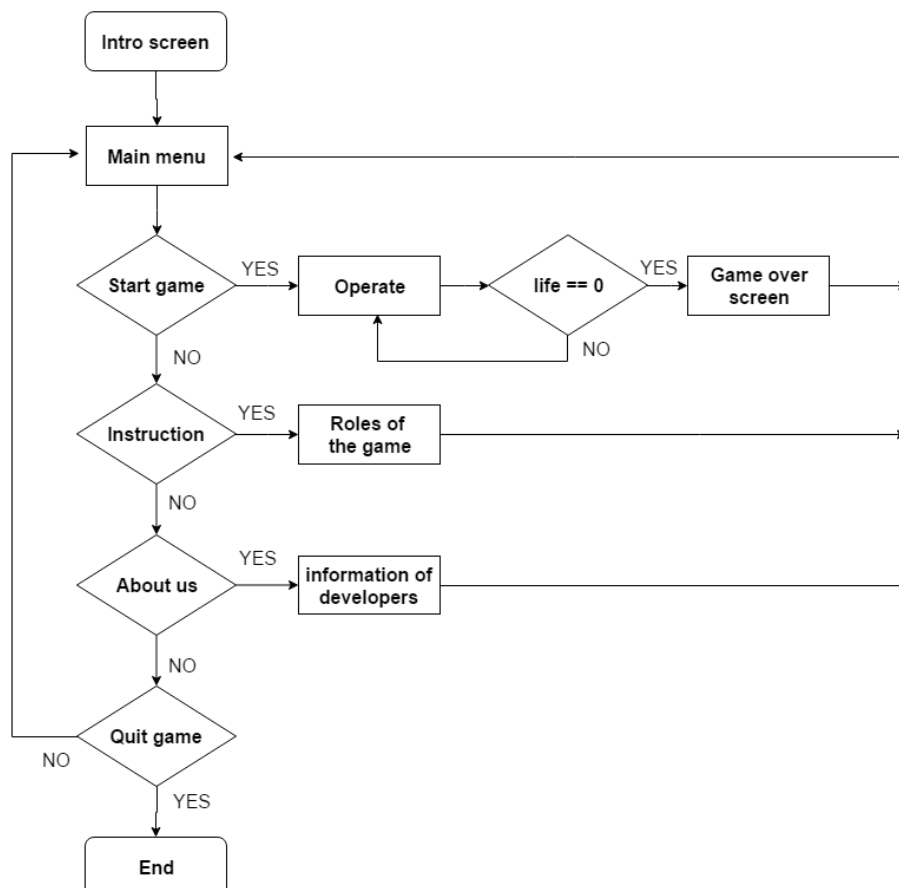 Intro screen
Main menu
Start game
YES
Operate
life == 0
YES
Game over
screen
NO
NO
Instruction
YES
Roles of
the game
NO
About us
YES
information of
developers
NO
Quit game
NO
YES
End